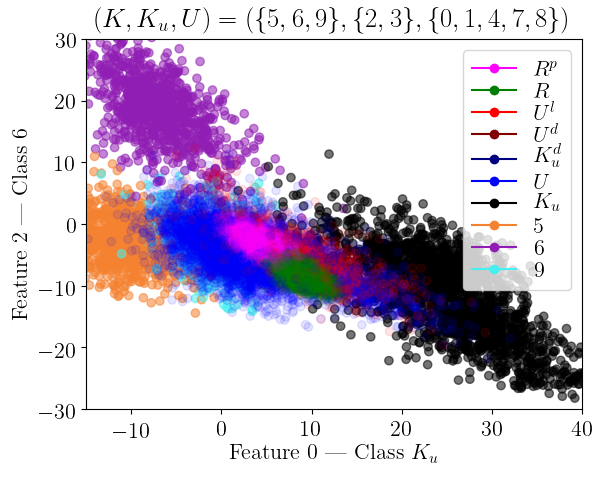 (K, K_u, U) = ({5, 6, 9}, {2, 3}, {0, 1, 4, 7, 8})
30
20
10
0
−10
−20
−30
Feature 2 — Class 6
R^p
R
U^l
U^d
K_u^d
U
K_u
5
6
9
−10
0
10
20
30
40
Feature 0 — Class K_u